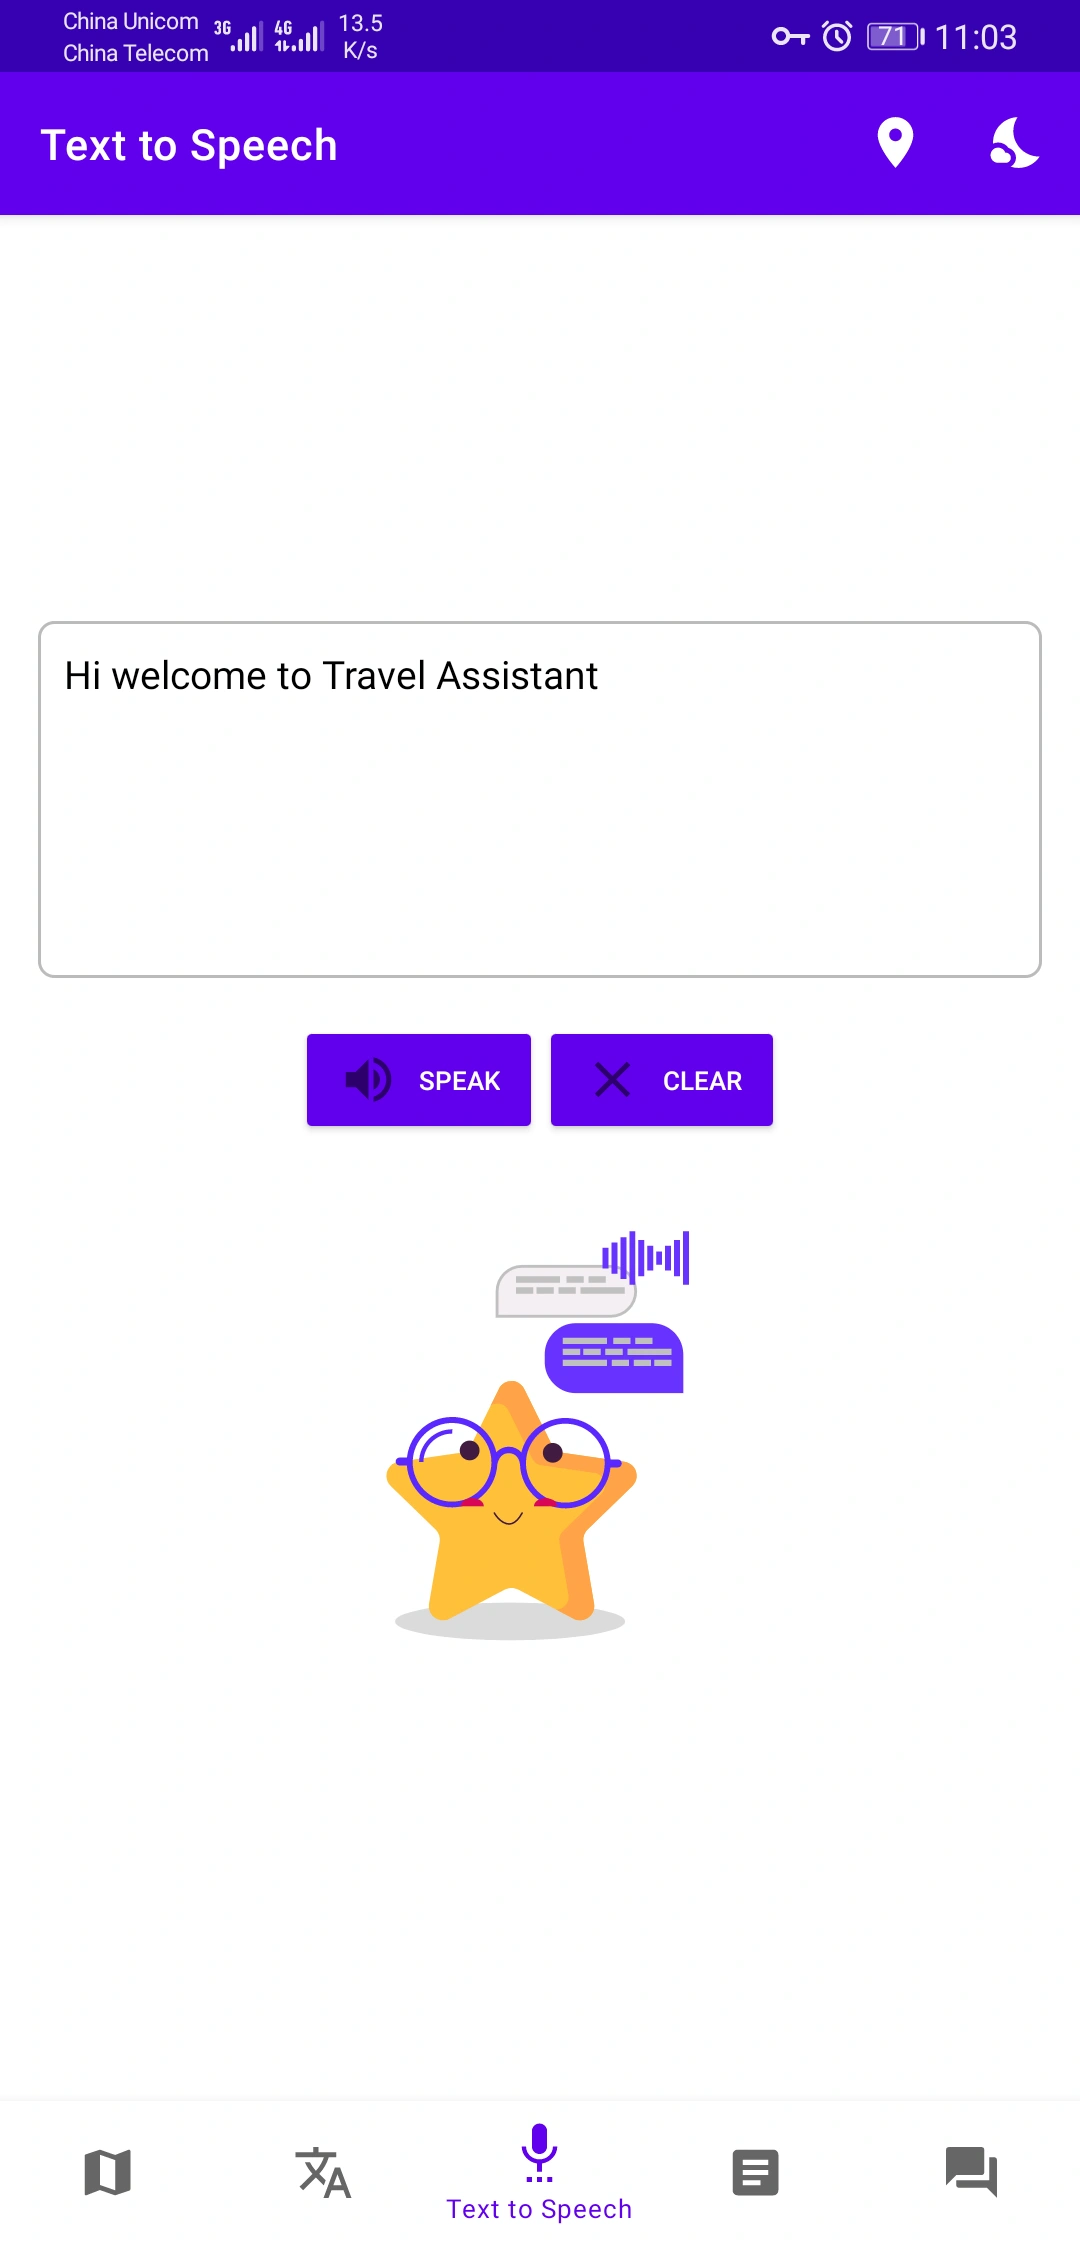 China Unicom 3G 4G 13.5
China Telecom K/s
71 11:03
Text to Speech
Hi welcome to Travel Assistant
SPEAK CLEAR
Text to Speech